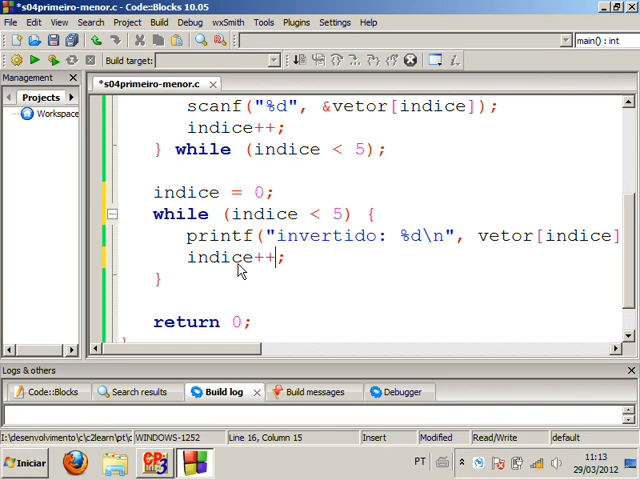 *s04primeiro-menor.c - Code::Blocks 10.05
File Edit View Search Project Build Debug wxSmith Tools Plugins Settings Help
main() : int
Build target:
Management
*s04primeiro-menor.c
Projects
Workspace
scanf("%d", &vetor[indice]);
indice++;
} while (indice < 5);
indice = 0;
while (indice < 5) {
printf("invertido: %d\n", vetor[indice]
indice++;
}
return 0;
Logs & others
Code::Blocks Search results Build log Build messages Debugger
I:\desenvolvimento\c\c2learn\pt\c WINDOWS-1252 Line 16, Column 15 Insert Modified Read/Write default
Iniciar PT 11:13
29/03/2012